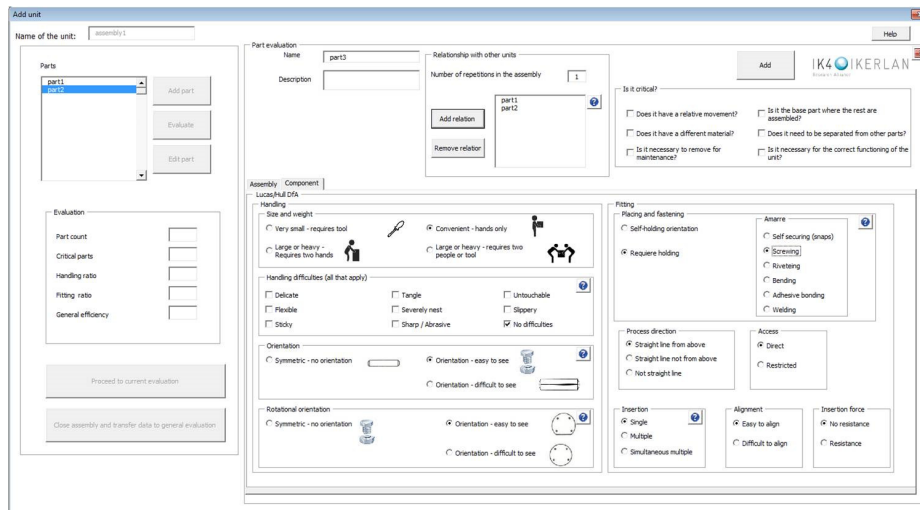 Add unit
Name of the unit: assembly1
Help
Parts
part1
part2
Add part
Evaluate
Edit part
Evaluation
Part count
Critical parts
Handling ratio
Fitting ratio
General efficiency
Proceed to current evaluation
Close assembly and transfer data to general evaluation
Part evaluation
Name part3
Description
Relationship with other units
Number of repetitions in the assembly 1
Add relation
Remove relatior
part1
part2
?
Add
IK4 IKERLAN
Is it critical?
Does it have a relative movement?
Is it the base part where the rest are
assembled?
Does it have a different material?
Does it need to be separated from other parts?
Is it necessary to remove for
maintenance?
Is it necessary for the correct functioning of the
unit?
Assembly Component
Lucas/Hull DfA
Handling
Size and weight
Very small - requires tool
Convenient - hands only
Large or heavy -
Requires two hands
Large or heavy - requires two
people or tool
Handling difficulties (all that apply)
?
Delicate Tangle Untouchable
Flexible Severely nest Slippery
Sticky Sharp / Abrasive No difficulties
Orientation
?
Symmetric - no orientation
Orientation - easy to see
Orientation - difficult to see
Rotational orientation
?
Symmetric - no orientation
Orientation - easy to see
Orientation - difficult to see
Fitting
Placing and fastening
Self-holding orientation
Requiere holding
Amarre
?
Self securing (snaps)
Screwing
Riveteing
Bending
Adhesive bonding
Welding
Process direction
Straight line from above
Straight line not from above
Not straight line
Access
Direct
Restricted
Insertion
?
Single
Multiple
Simultaneous multiple
Alignment
Easy to align
Difficult to align
Insertion force
No resistance
Resistance